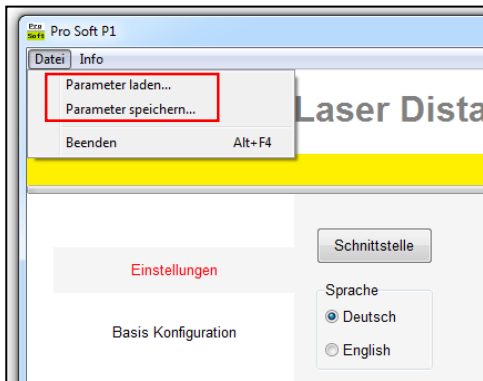 Pro Soft Pro Soft P1
Datei Info
Parameter laden...
Parameter speichern...
Beenden Alt+F4
Laser Dista
Schnittstelle
Einstellungen
Sprache
Deutsch
Basis Konfiguration
English